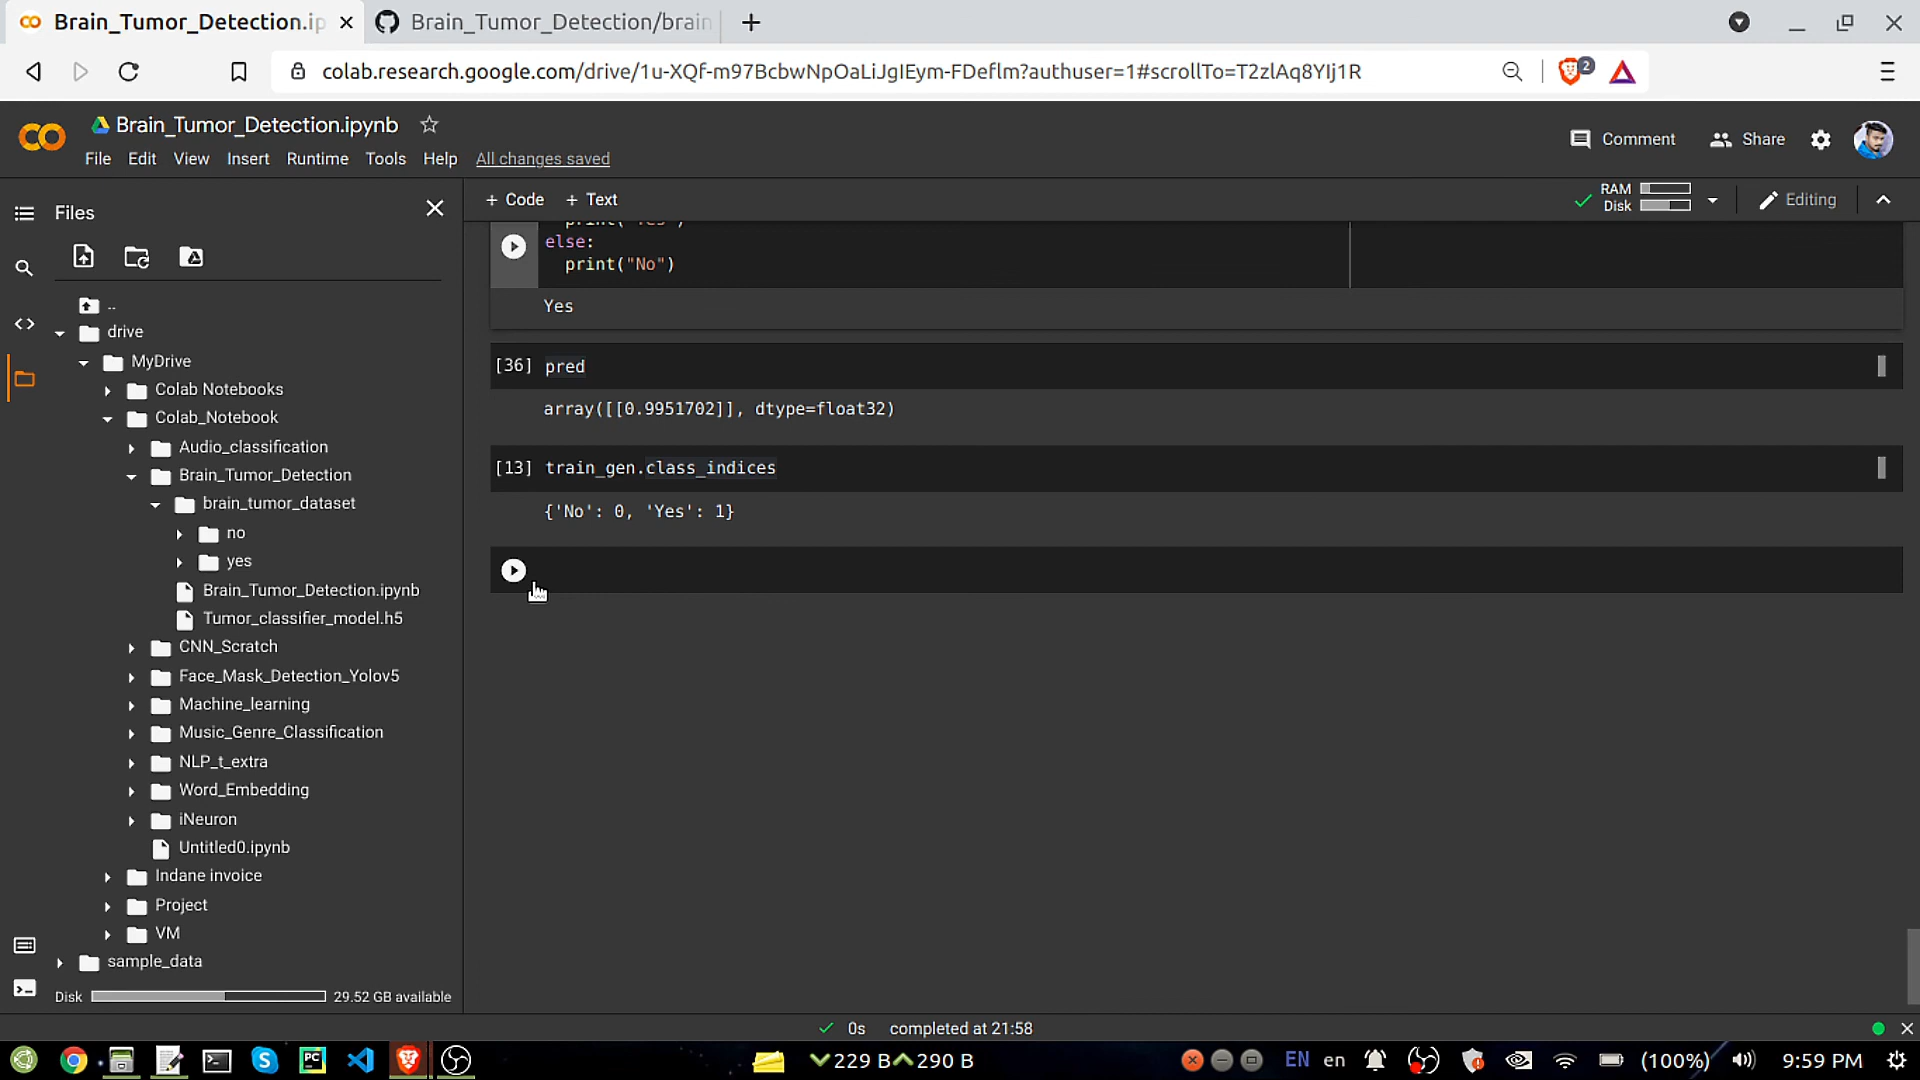 Brain_Tumor_Detection.ip
Brain_Tumor_Detection/brain
colab.research.google.com/drive/1u-XQf-m97BcbwNpOaLiJgIEym-FDeflm?authuser=1#scrollTo=T2zlAq8YIj1R
2
Brain_Tumor_Detection.ipynb
Comment
Share
File Edit View Insert Runtime Tools Help All changes saved
Files
+ Code + Text
RAM
Disk
Editing
print("Yes")
else:
print("No")
Yes
[36] pred
array([[0.9951702]], dtype=float32)
[13] train_gen.class_indices
{'No': 0, 'Yes': 1}
..
drive
MyDrive
Colab Notebooks
Colab_Notebook
Audio_classification
Brain_Tumor_Detection
brain_tumor_dataset
no
yes
Brain_Tumor_Detection.ipynb
Tumor_classifier_model.h5
CNN_Scratch
Face_Mask_Detection_Yolov5
Machine_learning
Music_Genre_Classification
NLP_t_extra
Word_Embedding
iNeuron
Untitled0.ipynb
Indane invoice
Project
VM
sample_data
Disk 29.52 GB available
0s completed at 21:58
229 B 290 B
EN en (100%) 9:59 PM